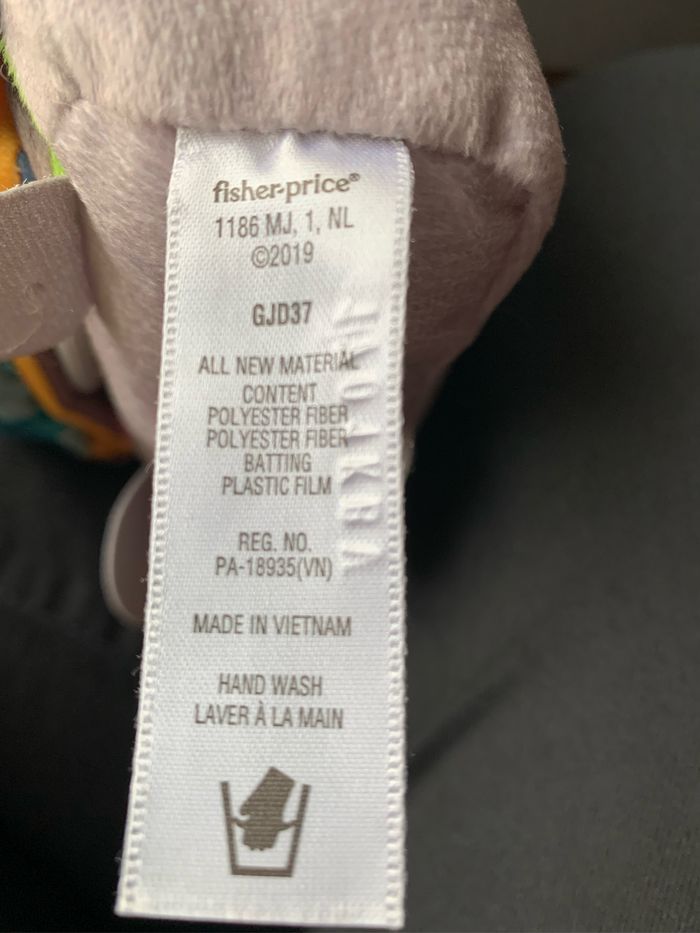 fisher-price®
1186 MJ, 1, NL
©2019
GJD37
ALL NEW MATERIAL
CONTENT
POLYESTER FIBER
POLYESTER FIBER
BATTING
PLASTIC FILM
REG. NO.
PA-18935(VN)
MADE IN VIETNAM
HAND WASH
LAVER À LA MAIN